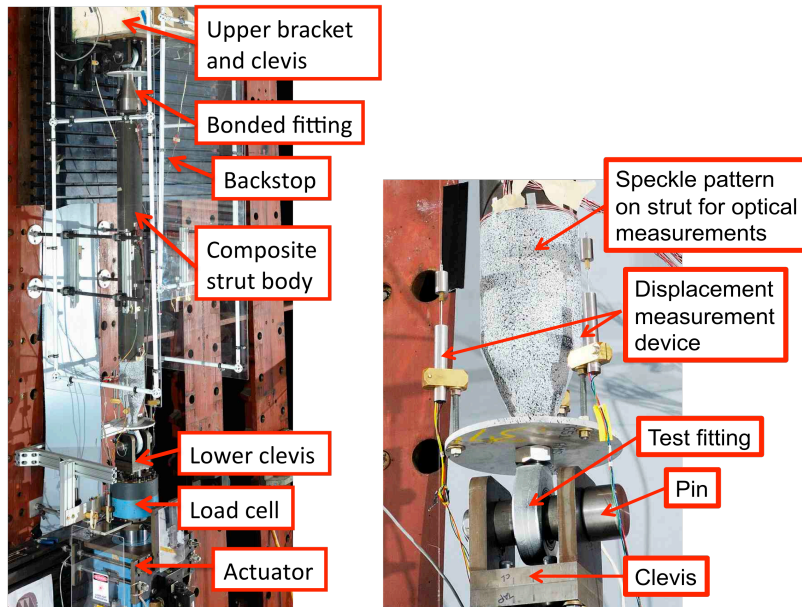 Upper bracket
and clevis
Bonded fitting
Backstop
Composite
strut body
Lower clevis
Load cell
Actuator
Speckle pattern
on strut for optical
measurements
Displacement
measurement
device
Test fitting
Pin
Clevis